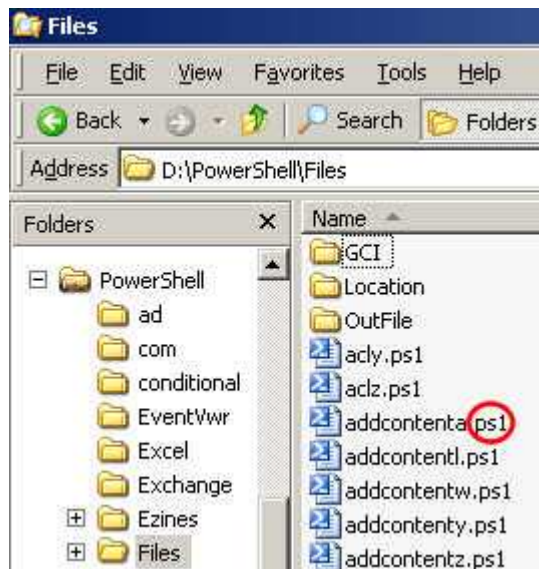 Files
File Edit View Favorites Tools Help
Back Search Folders
Address D:\PowerShell\Files
Folders
PowerShell
ad
com
conditional
EventVwr
Excel
Exchange
Ezines
Files
Name
GCI
Location
OutFile
acly.ps1
aclz.ps1
addcontenta.ps1
addcontentl.ps1
addcontentw.ps1
addcontenty.ps1
addcontentz.ps1